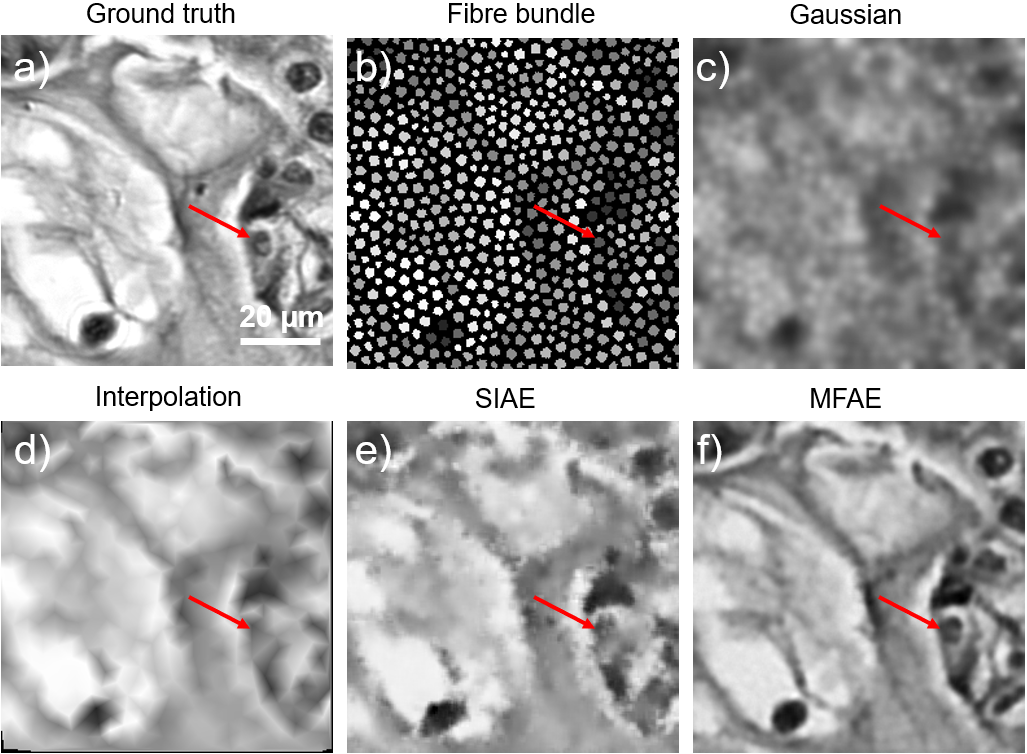 Ground truth
Fibre bundle
Gaussian
a)
b)
c)
20 µm
Interpolation
SIAE
MFAE
d)
e)
f)